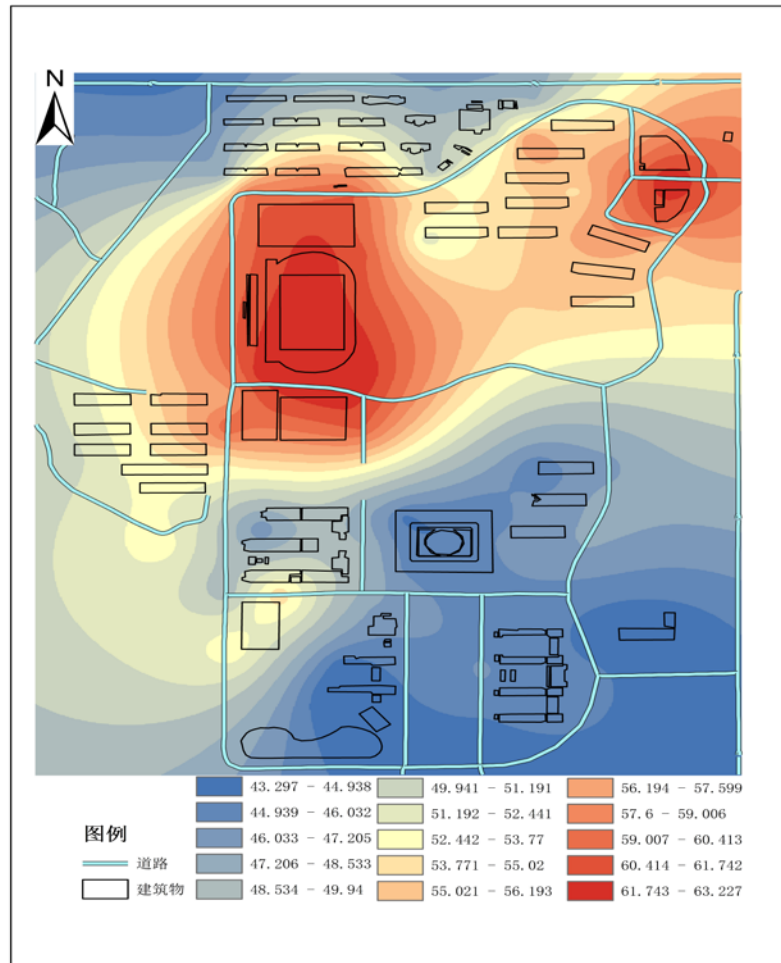 N
43.297 - 44.938
49.941 - 51.191
56.194 - 57.599
44.939 - 46.032
51.192 - 52.441
57.6 - 59.006
图例
46.033 - 47.205
52.442 - 53.77
59.007 - 60.413
道路
47.206 - 48.533
53.771 - 55.02
60.414 - 61.742
建筑物
48.534 - 49.94
55.021 - 56.193
61.743 - 63.227